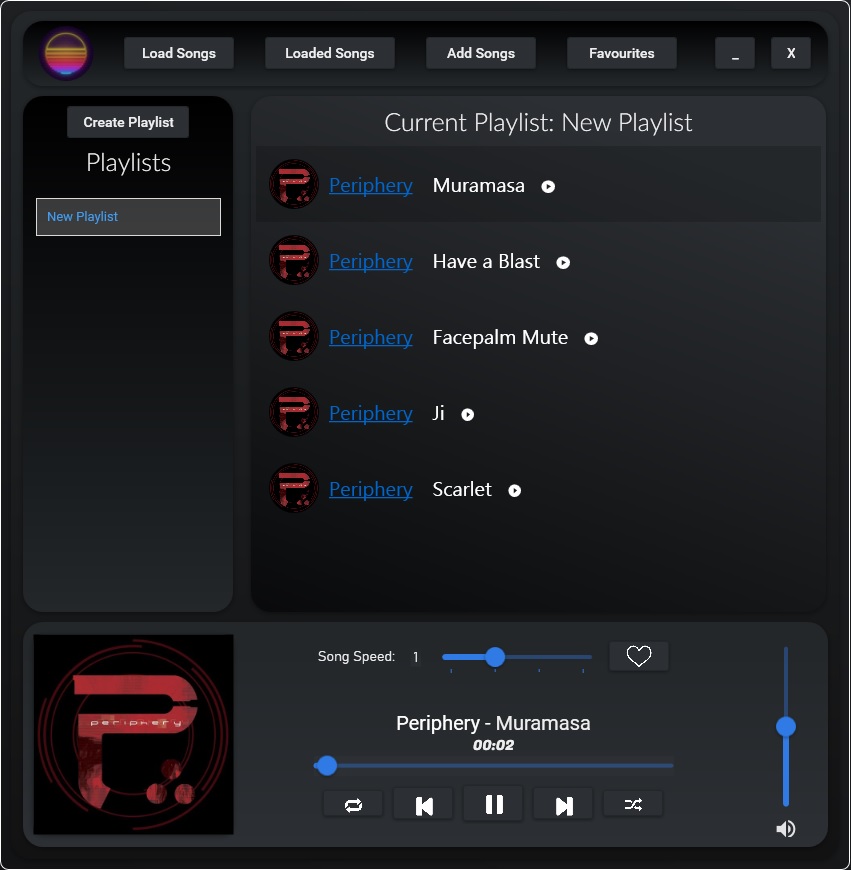 Load Songs
Loaded Songs
Add Songs
Favourites
_
X
Create Playlist
Playlists
New Playlist
Current Playlist: New Playlist
Periphery Muramasa
Periphery Have a Blast
Periphery Facepalm Mute
Periphery Ji
Periphery Scarlet
PERIPHERY
Song Speed: 1
Periphery - Muramasa
00:02